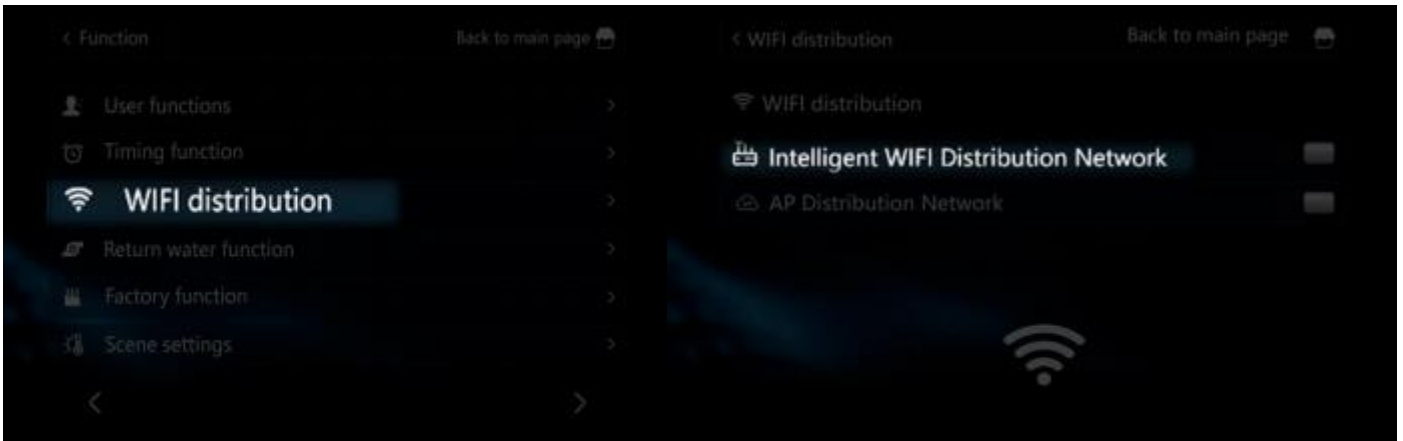 < Function
Back to main page
User functions
Timing function
WIFI distribution
Return water function
Factory function
Scene settings
< WIFI distribution
Back to main page
WIFI distribution
Intelligent WIFI Distribution Network
AP Distribution Network